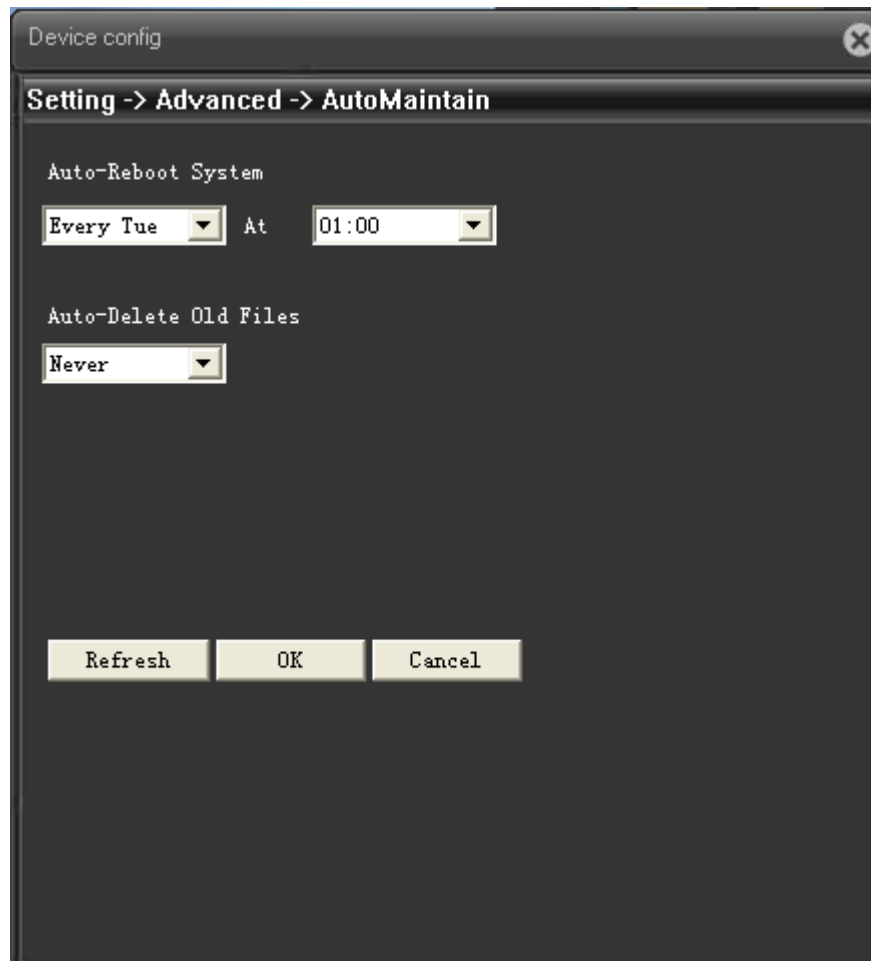 Device config
Setting -> Advanced -> AutoMaintain
Auto-Reboot System
Every Tue At 01:00
Auto-Delete Old Files
Never
Refresh OK Cancel